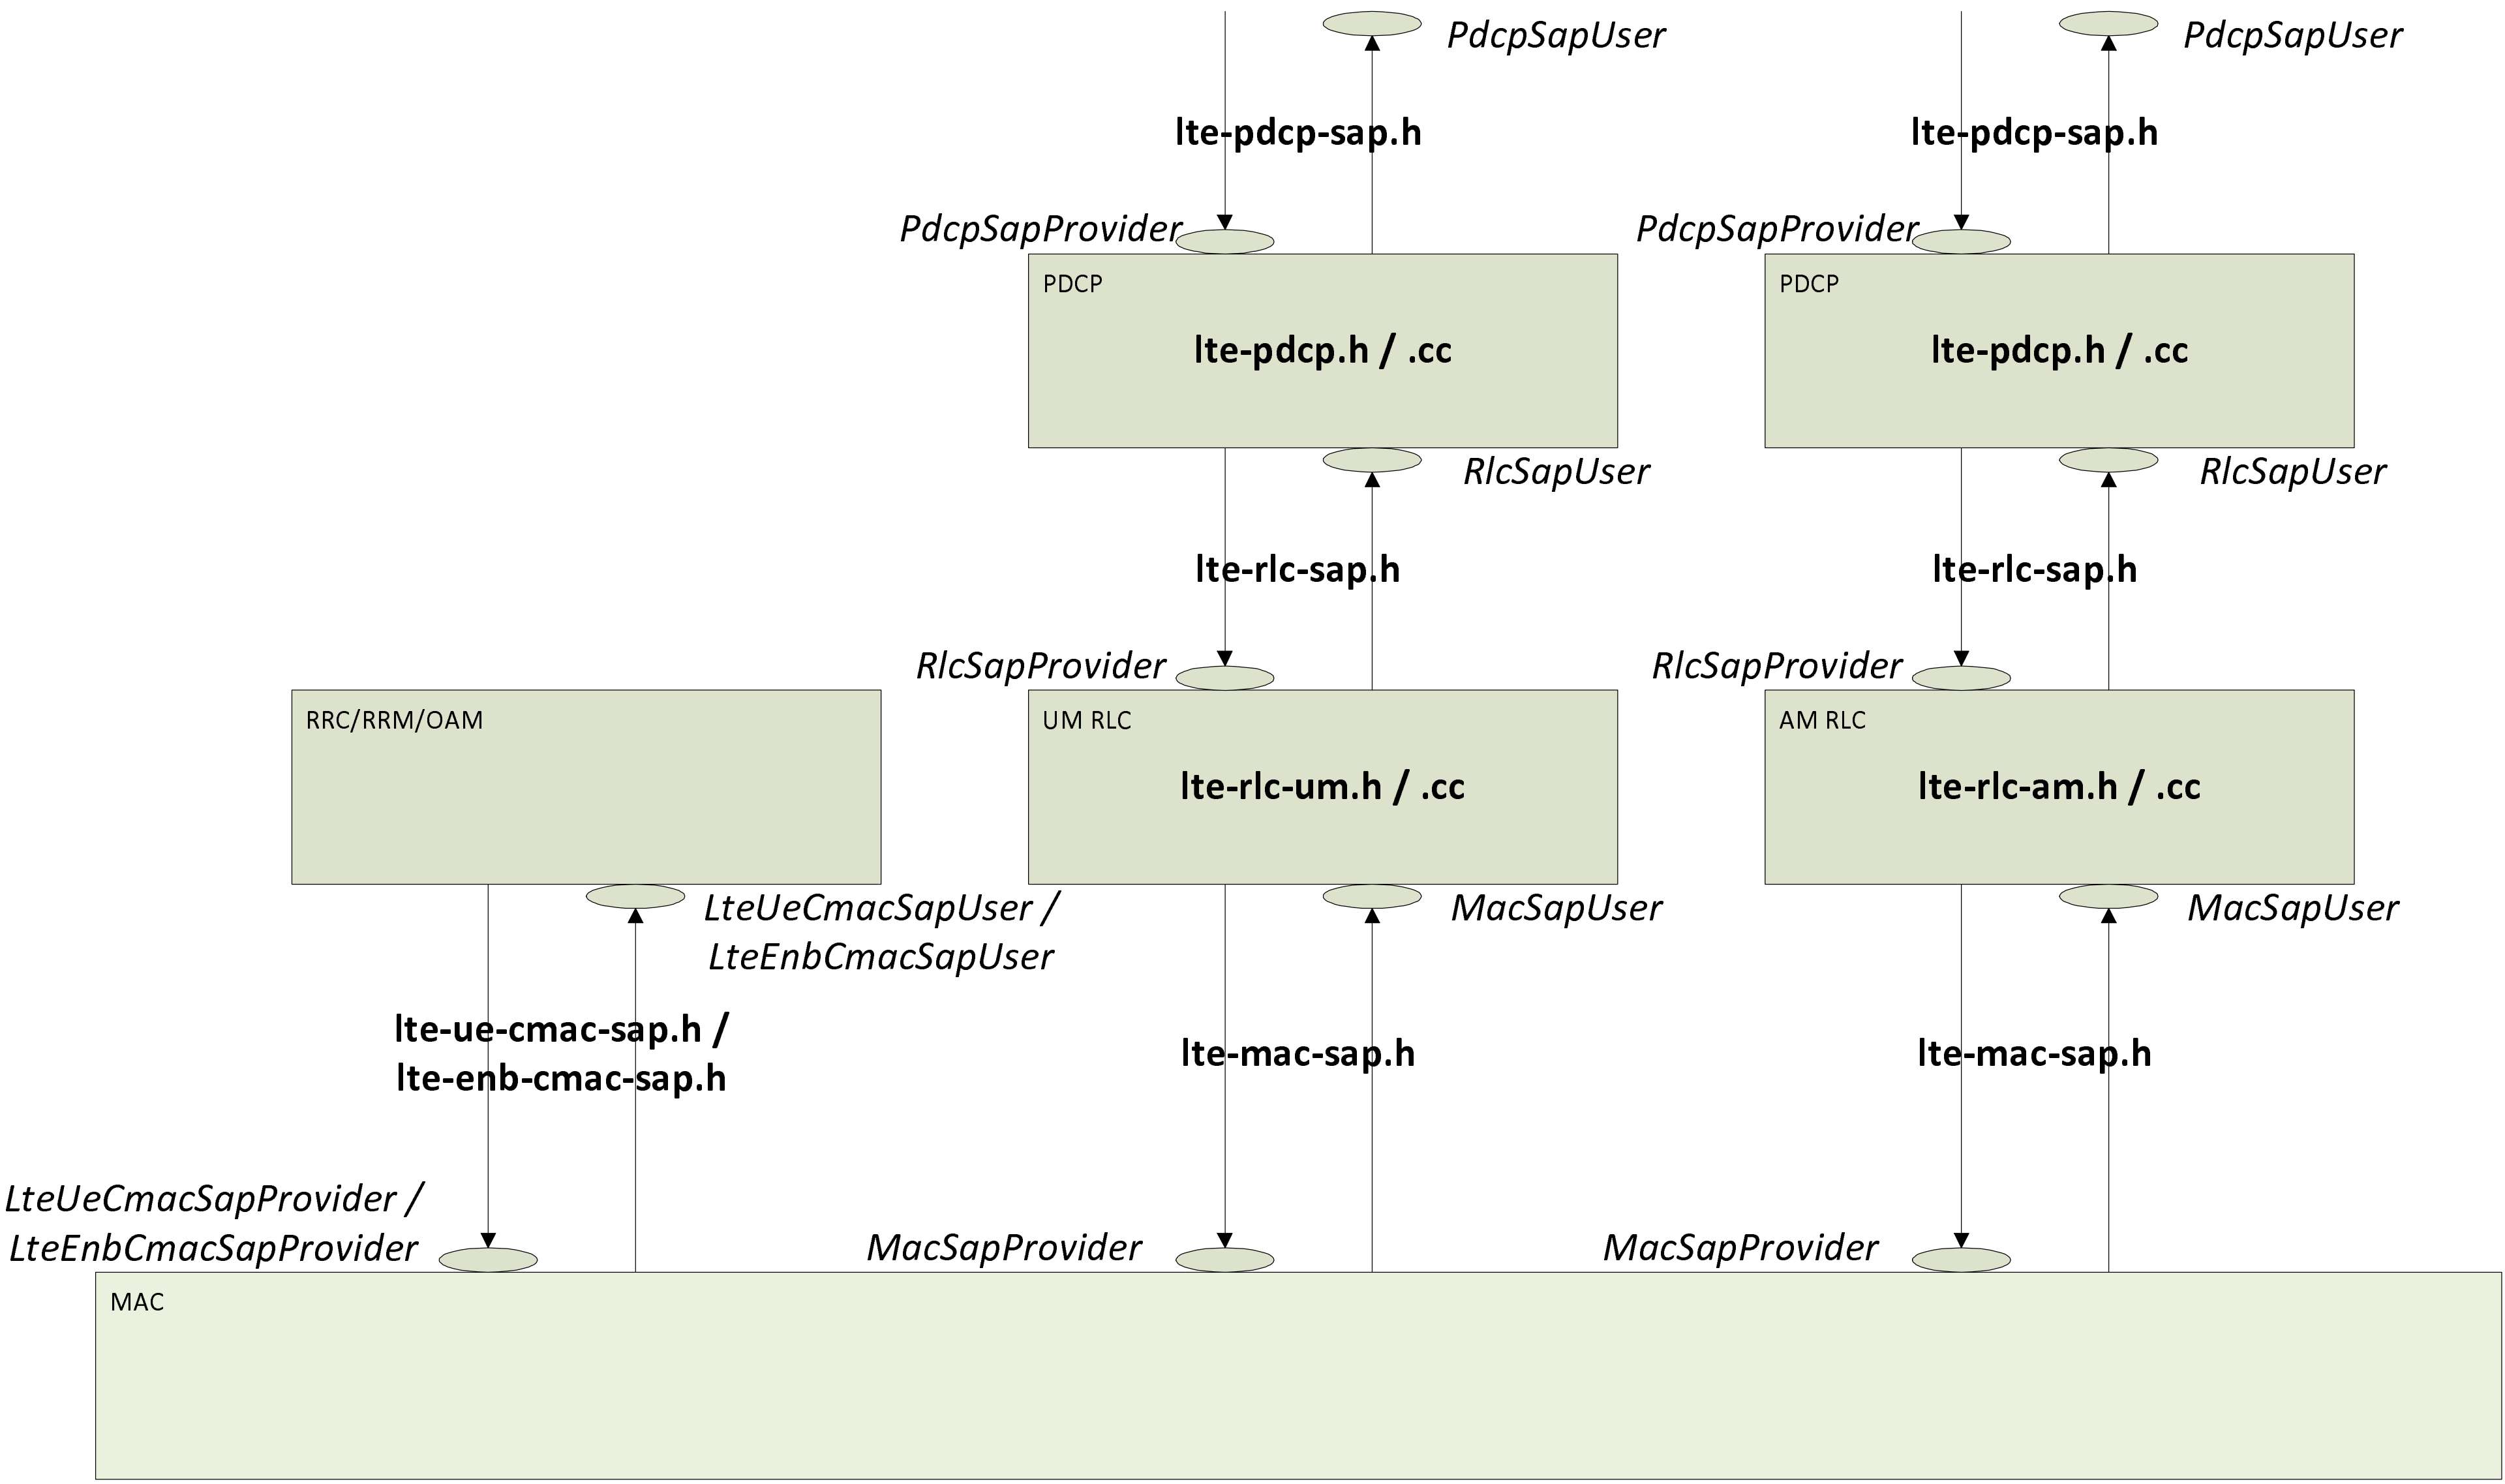 PdcpSapUser
PdcpSapUser
lte-pdcp-sap.h
lte-pdcp-sap.h
PdcpSapProvider
PdcpSapProvider
PDCP
PDCP
lte-pdcp.h / .cc
lte-pdcp.h / .cc
RlcSapUser
RlcSapUser
lte-rlc-sap.h
lte-rlc-sap.h
RlcSapProvider
RlcSapProvider
RRC/RRM/OAM
UM RLC
AM RLC
lte-rlc-um.h / .cc
lte-rlc-am.h / .cc
LteUeCmacSapUser /
LteEnbCmacSapUser
MacSapUser
MacSapUser
lte-ue-cmac-sap.h /
lte-enb-cmac-sap.h
lte-mac-sap.h
lte-mac-sap.h
LteUeCmacSapProvider /
LteEnbCmacSapProvider
MacSapProvider
MacSapProvider
MAC